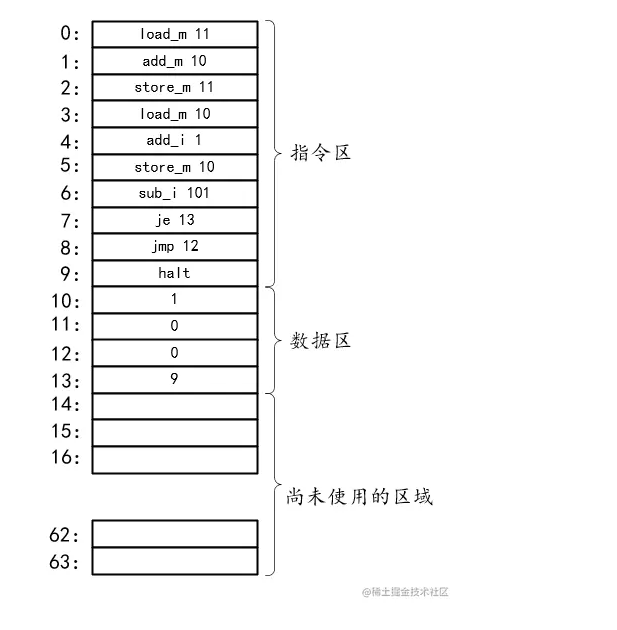 0: load_m 11
1: add_m 10
2: store_m 11
3: load_m 10
4: add_i 1
5: store_m 10
6: sub_i 101
7: je 13
8: jmp 12
9: halt
指令区
10: 1
11: 0
12: 0
13: 9
数据区
14:
15:
16:
62:
63:
尚未使用的区域
@稀土掘金技术社区